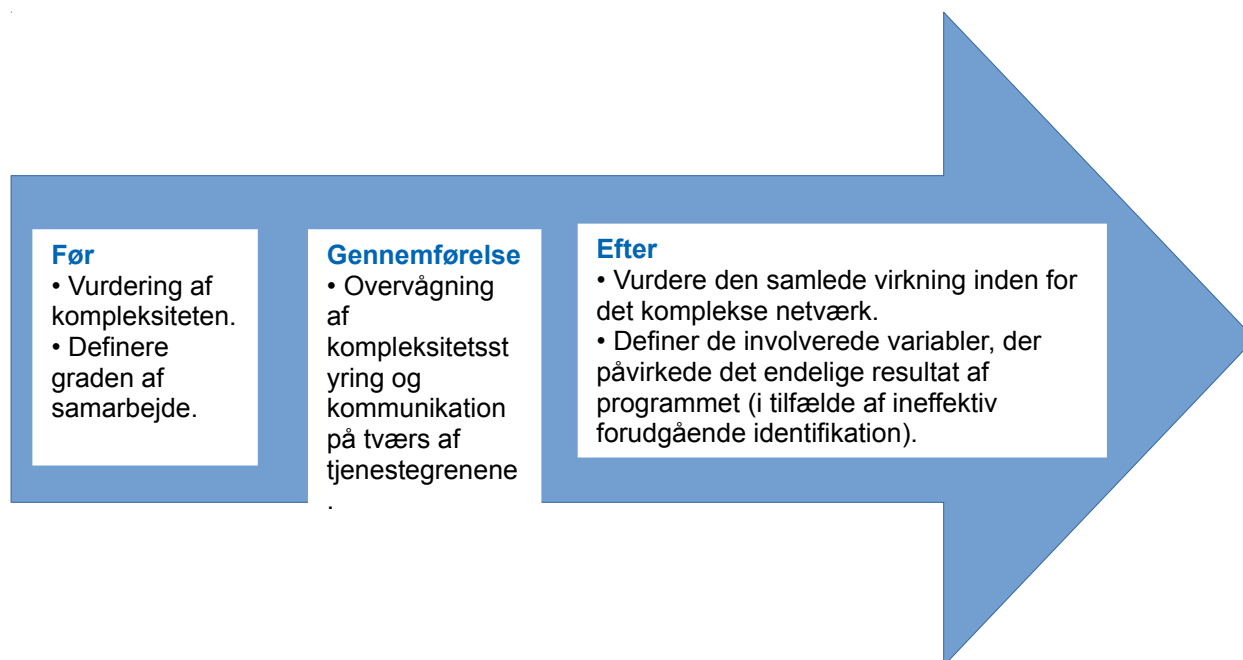 Før
• Vurdering af
kompleksiteten.
• Definere
graden af
samarbejde.
Gennemførelse
• Overvågning
af
kompleksitetsst
yring og
kommunikation
på tværs af
tjenestegrenene
.
Efter
• Vurdere den samlede virkning inden for
det komplekse netværk.
• Definer de involverede variabler, der
påvirkede det endelige resultat af
programmet (i tilfælde af ineffektiv
forudgående identifikation).